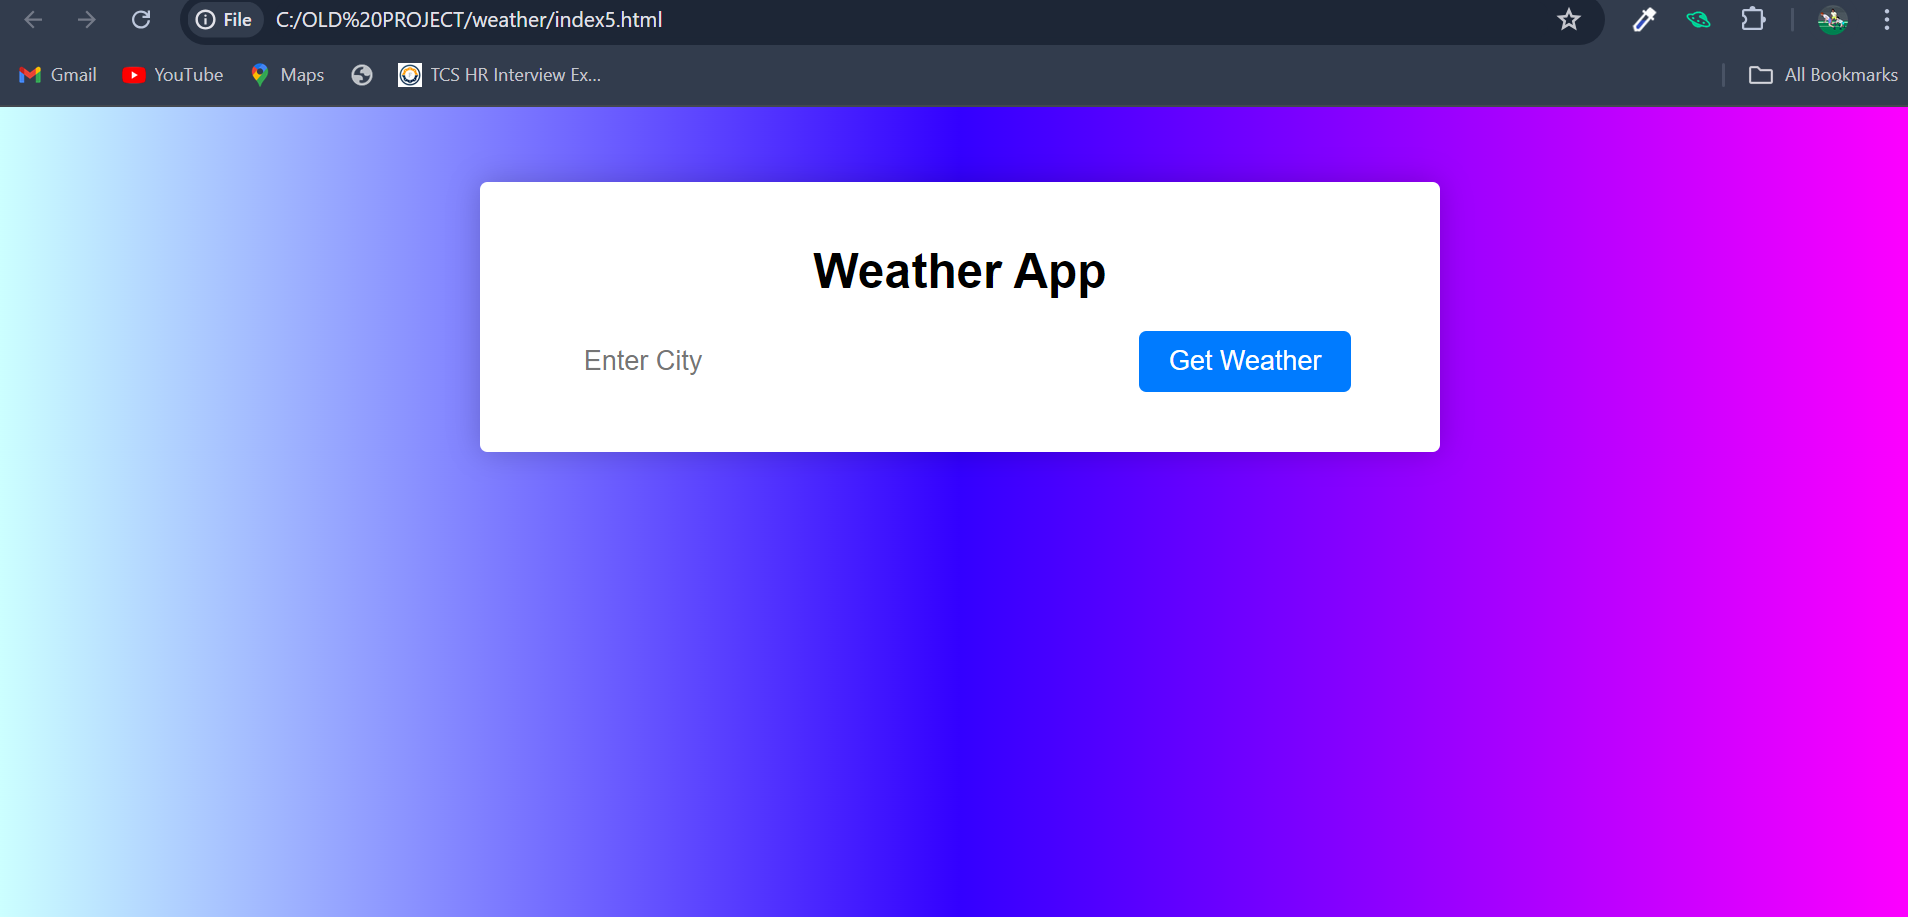 File C:/OLD%20PROJECT/weather/index5.html
Gmail YouTube Maps TCS HR Interview Ex... All Bookmarks
Weather App
Enter City Get Weather